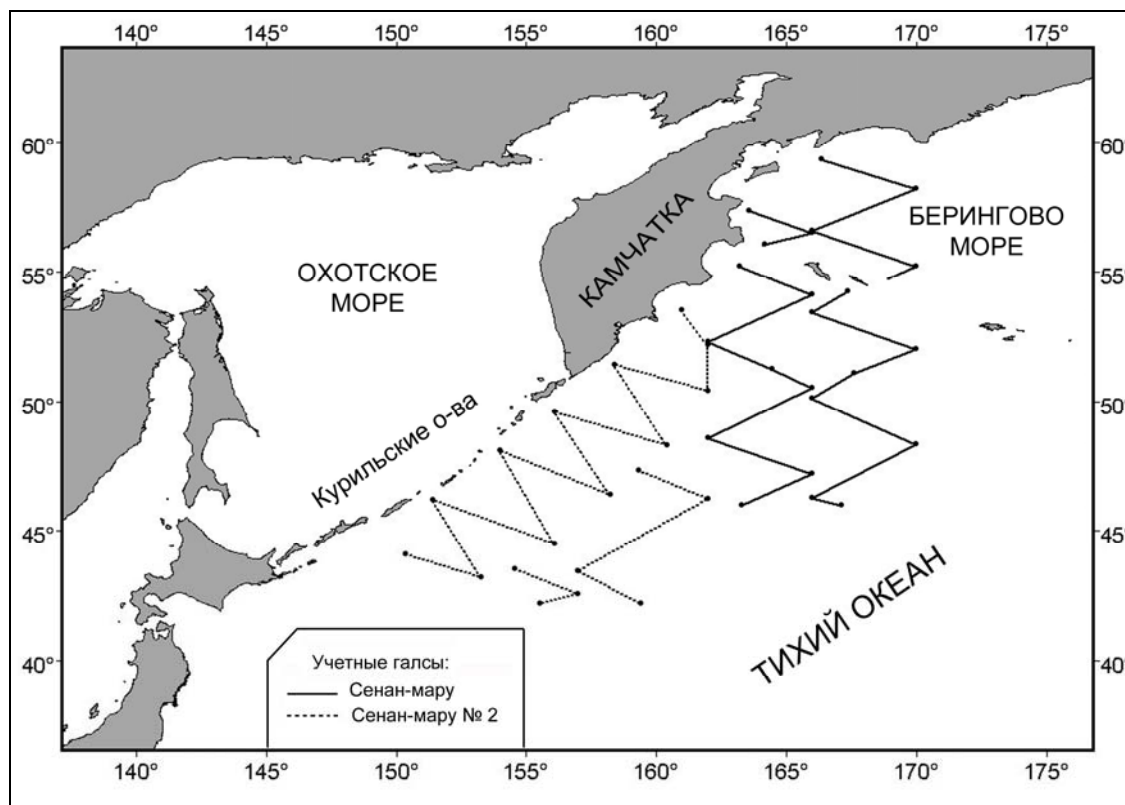 140° 145° 150° 155° 160° 165° 170° 175°
60° 60°
КАМЧАТКА
БЕРИНГОВО
МОРЕ
ОХОТСКОЕ
МОРЕ
55° 55°
50° 50°
Курильские о-ва
45° 45°
ТИХИЙ ОКЕАН
40° 40°
Учетные галсы:
Сенан-мару
Сенан-мару № 2
140° 145° 150° 155° 160° 165° 170° 175°